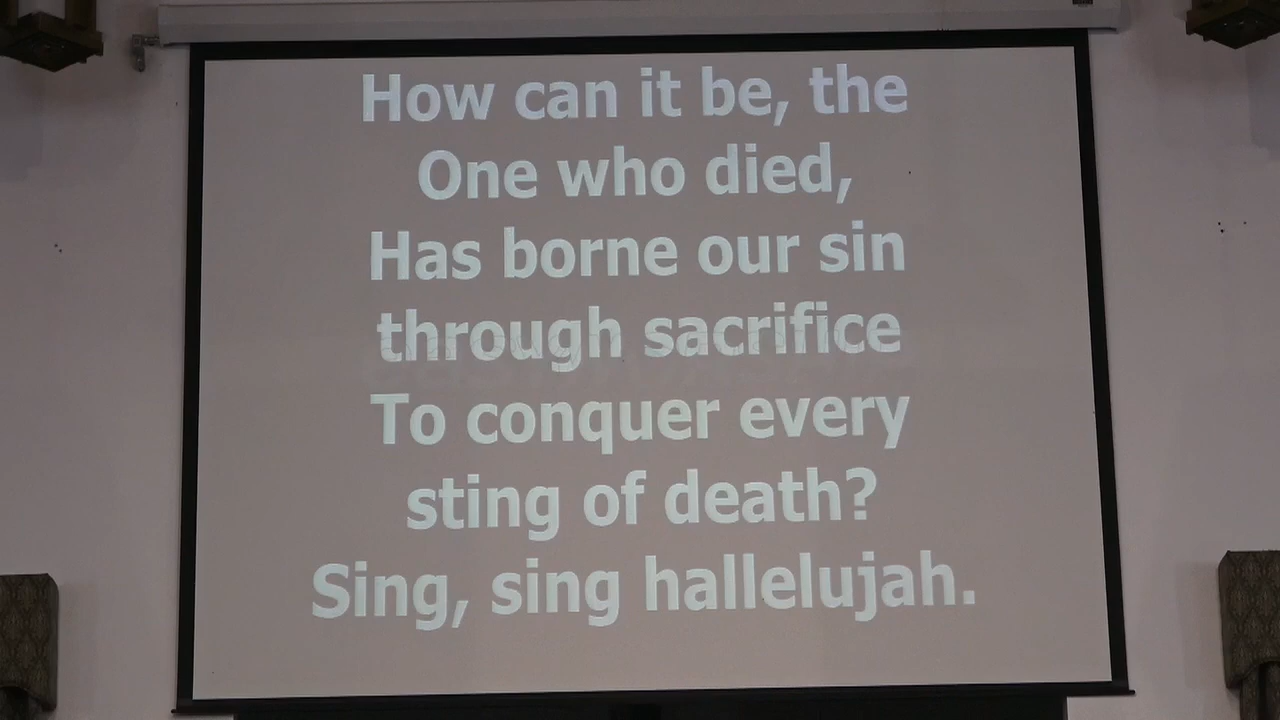 How can it be, the
One who died,
Has borne our sin
through sacrifice
To conquer every
sting of death?
Sing, sing hallelujah.